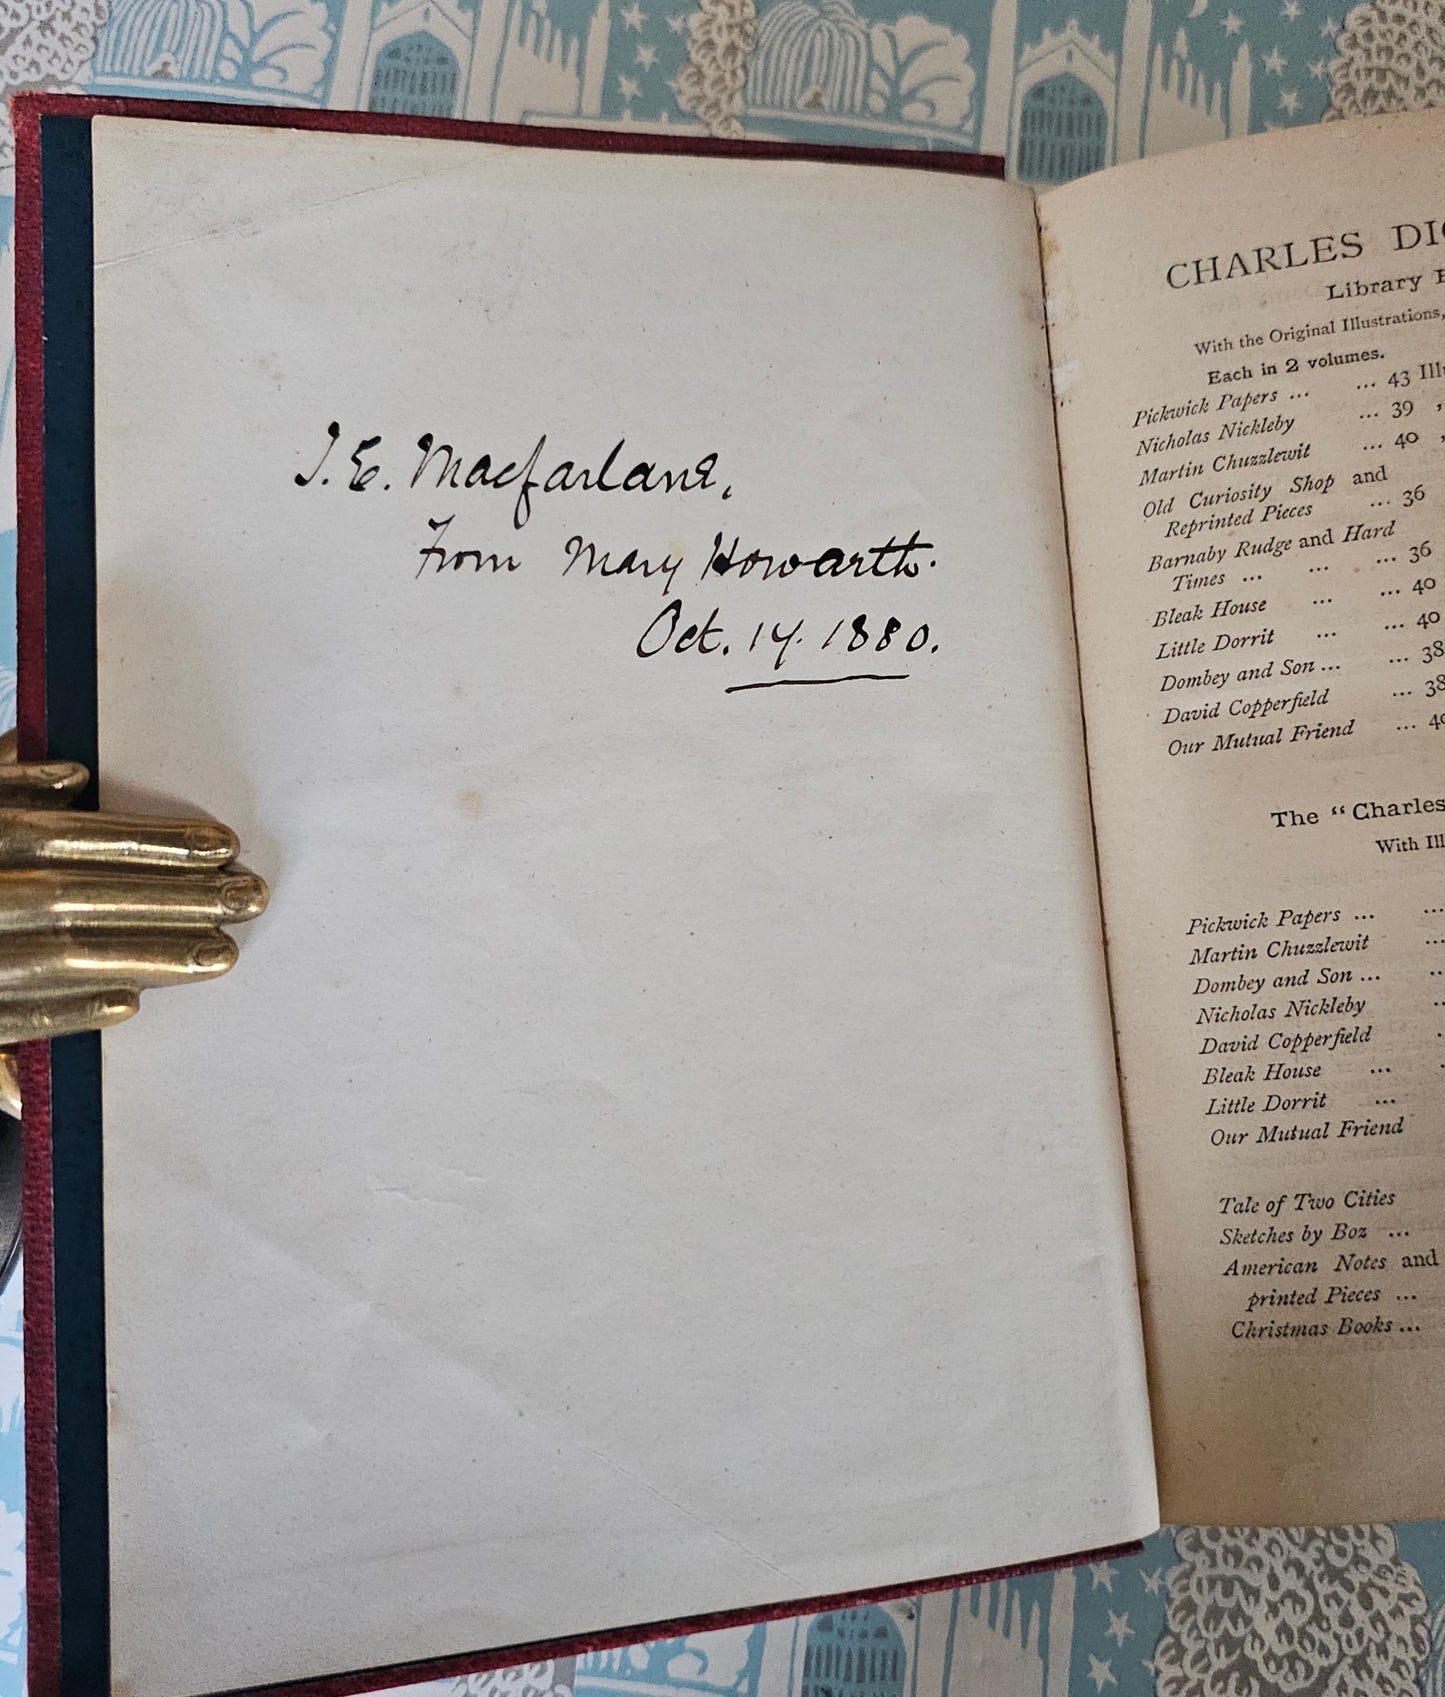 J. E. Macfarlane,
From Mary Howarth.
Oct. 14. 1880.
CHARLES
Library
With the Original Illustrations,
Each in 2 volumes.
Pickwick Papers ... ... 43
Nicholas Nickleby ... 39
Martin Chuzzlewit ... 40
Old Curiosity Shop and
Reprinted Pieces ... 36
Barnaby Rudge and Hard
Times ... ... ... 36
Bleak House ... ... 40
Little Dorrit ... ... 40
Dombey and Son ... ... 38
David Copperfield ... 38
Our Mutual Friend ...
The "Charles
With
Pickwick Papers ... ...
Martin Chuzzlewit ...
Dombey and Son ...
Nicholas Nickleby
David Copperfield
Bleak House ...
Little Dorrit ...
Our Mutual Friend
Tale of Two Cities
Sketches by Boz ...
American Notes and
printed Pieces ...
Christmas Books ...